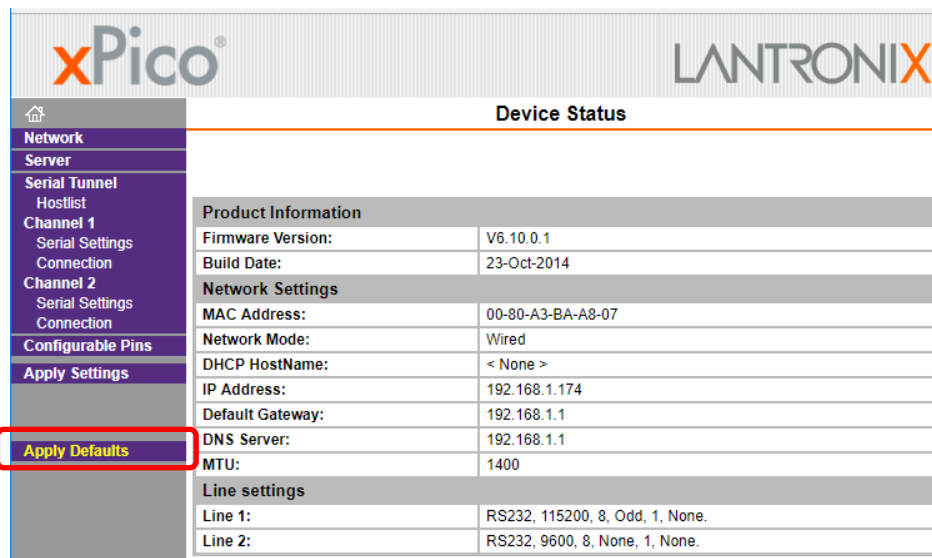 xPico®
LANTRONIX
Device Status
Network
Server
Serial Tunnel
Hostlist
Channel 1
Serial Settings
Connection
Channel 2
Serial Settings
Connection
Configurable Pins
Apply Settings
Apply Defaults
Product Information
Firmware Version: V6.10.0.1
Build Date: 23-Oct-2014
Network Settings
MAC Address: 00-80-A3-BA-A8-07
Network Mode: Wired
DHCP HostName: < None >
IP Address: 192.168.1.174
Default Gateway: 192.168.1.1
DNS Server: 192.168.1.1
MTU: 1400
Line settings
Line 1: RS232, 115200, 8, Odd, 1, None.
Line 2: RS232, 9600, 8, None, 1, None.